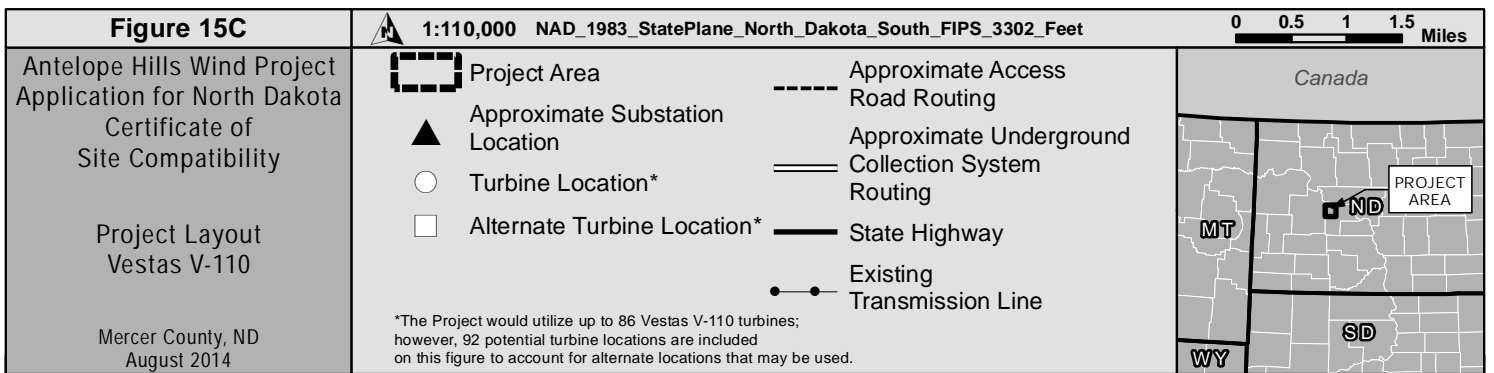 Figure 15C
Antelope Hills Wind Project
Application for North Dakota
Certificate of
Site Compatibility
Project Layout
Vestas V-110
Mercer County, ND
August 2014
N
1:110,000 NAD_1983_StatePlane_North_Dakota_South_FIPS_3302_Feet
0 0.5 1 1.5
Miles
Project Area
Approximate Substation
Location
Turbine Location*
Alternate Turbine Location*
Approximate Access
Road Routing
Approximate Underground
Collection System
Routing
State Highway
Existing
Transmission Line
*The Project would utilize up to 86 Vestas V-110 turbines;
however, 92 potential turbine locations are included
on this figure to account for alternate locations that may be used.
Canada
PROJECT
AREA
ND
MT
SD
WY